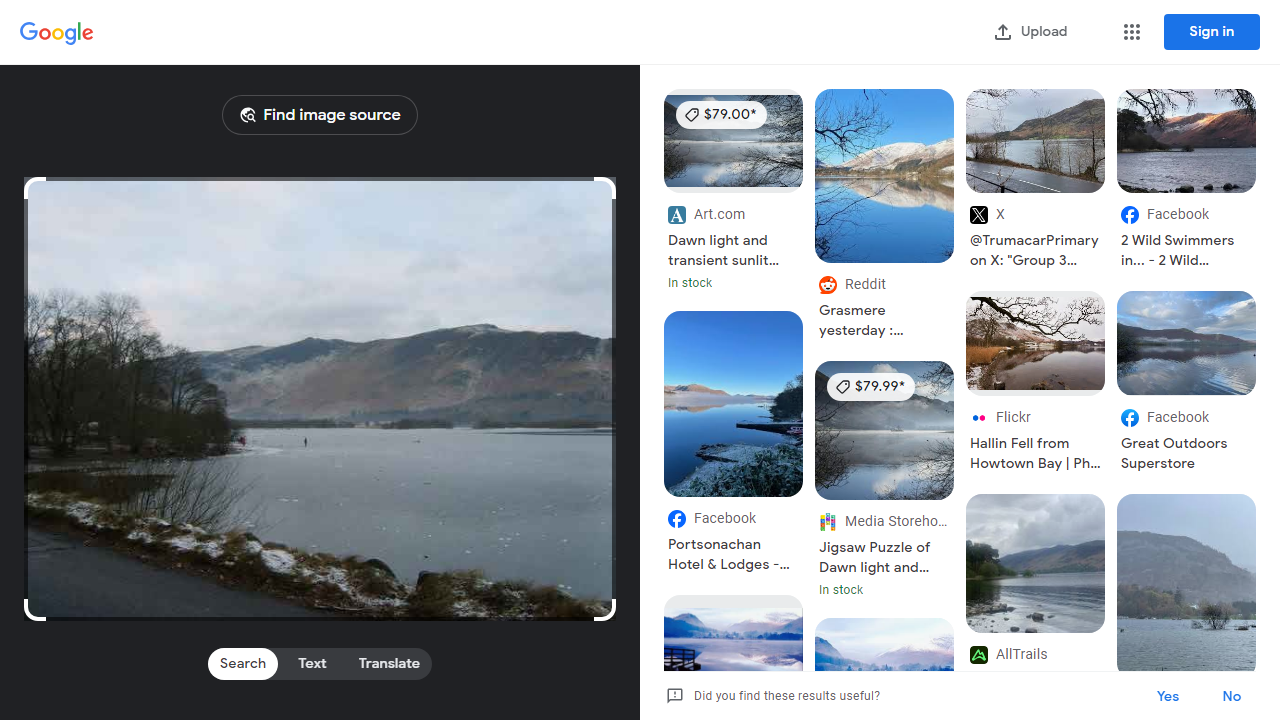 Google
Upload
Sign in
Find image source
Search
Text
Translate
$79.00*
Art.com
Dawn light and
transient sunlit...
In stock
Facebook
Portsonachan
Hotel & Lodges -...
Reddit
Grasmere
yesterday :...
$79.99*
Media Storeho...
Jigsaw Puzzle of
Dawn light and...
In stock
X
@TrumacarPrimary
on X: "Group 3...
Flickr
Hallin Fell from
Howtown Bay | Ph...
AllTrails
Facebook
2 Wild Swimmers
in... - 2 Wild...
Facebook
Great Outdoors
Superstore
Did you find these results useful?
Yes
No